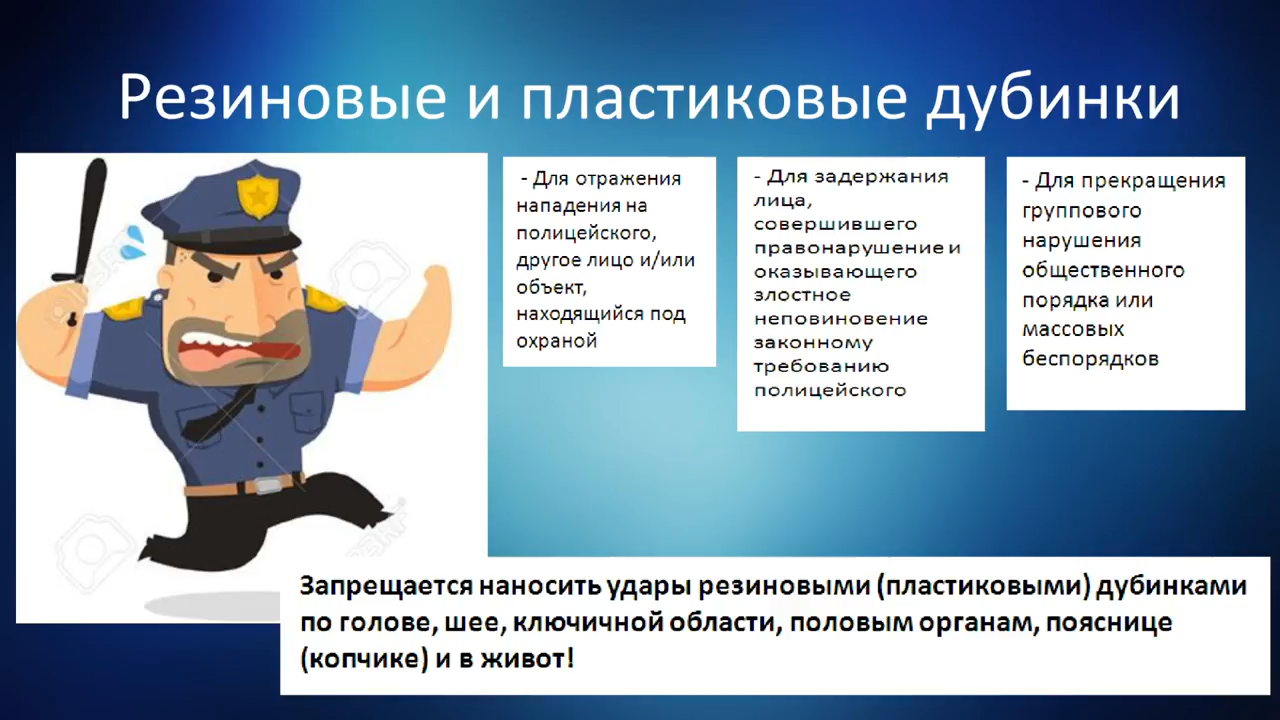 Резиновые и пластиковые дубинки
- Для отражения
нападения на
полицейского,
другое лицо и/или
объект,
находящийся под
охраной
- Для задержания
лица,
совершившего
правонарушение и
оказывающего
злостное
неповиновение
законному
требованию
полицейского
- Для прекращения
группового
нарушения
общественного
порядка или
массовых
беспорядков
Запрещается наносить удары резиновыми (пластиковыми) дубинками
по голове, шее, ключичной области, половым органам, пояснице
(копчике) и в живот!